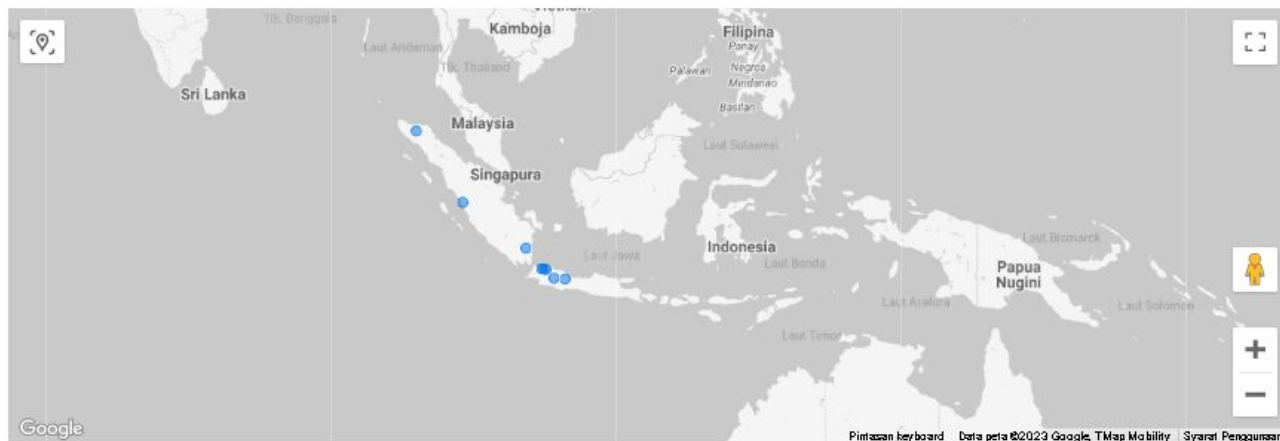 Tlk. Banggala
Kamboja
Filipina
Panay
Laut Andaman
Tlk. Thailand
Palawan
Negros
Mindanao
Sri Lanka
Basilan
Malaysia
Laut Sulawesi
Singapura
Laut Jawa
Indonesia
Laut Banda
Laut Bismarck
Papua
Nugini
Laut Arafura
Laut Solomon
Laut Timor
Google
Pintasan keyboard Data peta ©2023 Google, TMap Mobility Syarat Penggunaan